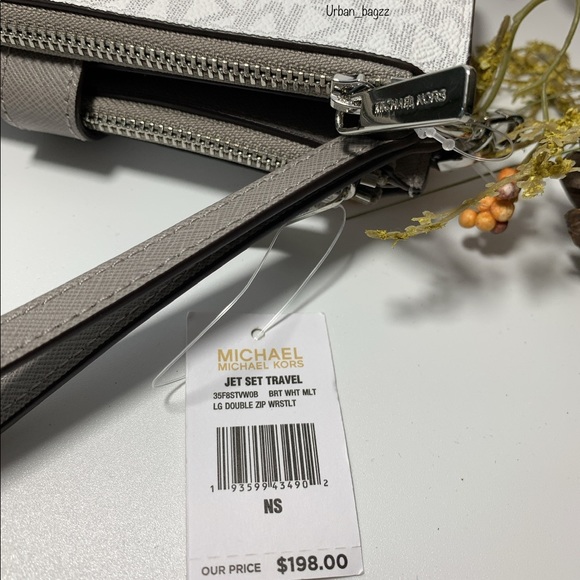 Urban_bagzz
MICHAEL KORS
MICHAEL
MICHAEL KORS
JET SET TRAVEL
35F8STVW0B BRT WHT MLT
LG DOUBLE ZIP WRSTLT
1 93599 43490 2
NS
OUR PRICE $198.00